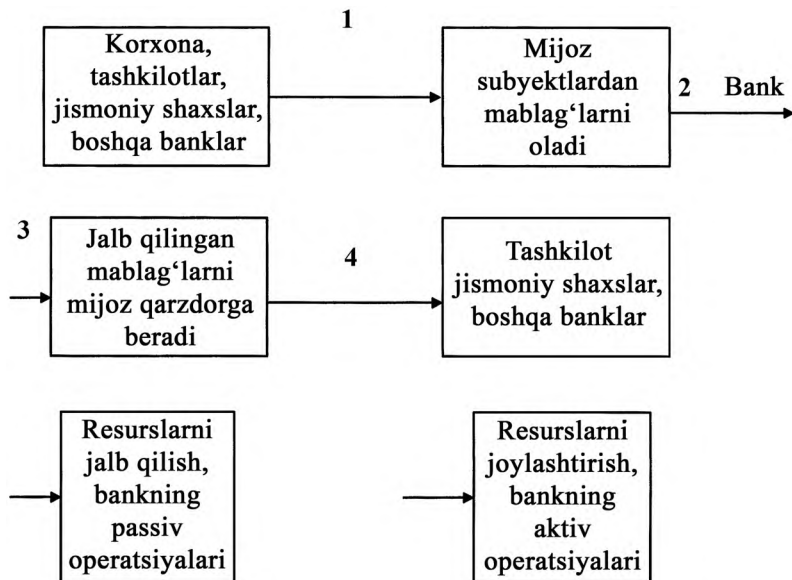 1
Korxona,
tashkilotlar,
jismoniy shaxslar,
boshqa banklar
Mijoz
subyektlardan
mablag‘larni
oladi
2 Bank
3
Jalb qilingan
mablag‘larni
mijoz qarzdorga
beradi
4
Tashkilot
jismoniy shaxslar,
boshqa banklar
Resurslarni
jalb qilish,
bankning
passiv
operatsiyalari
Resurslarni
joylashtirish,
bankning
aktiv
operatsiyalari